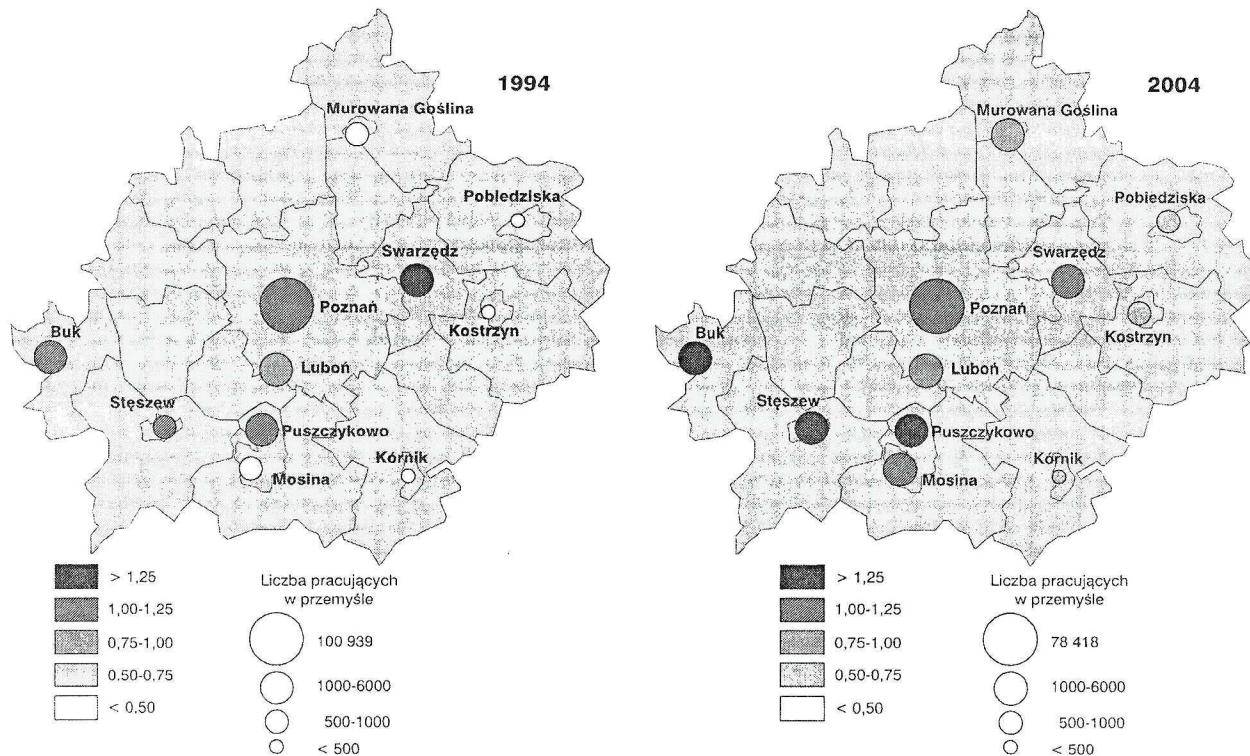 1994
Murowana Goślina
Pobiedziska
Swarzędz
Poznań
Kostrzyn
Buk
Luboń
Stęszew
Puszczykowo
Kórnik
Mosina
> 1,25
1,00-1,25
0,75-1,00
0,50-0,75
< 0,50
Liczba pracujących
w przemyśle
100 939
1000-6000
500-1000
< 500
2004
Murowana Goślina
Pobiedziska
Swarzędz
Poznań
Kostrzyn
Buk
Luboń
Stęszew
Puszczykowo
Kórnik
Mosina
> 1,25
1,00-1,25
0,75-1,00
0,50-0,75
< 0,50
Liczba pracujących
w przemyśle
78 418
1000-6000
500-1000
< 500